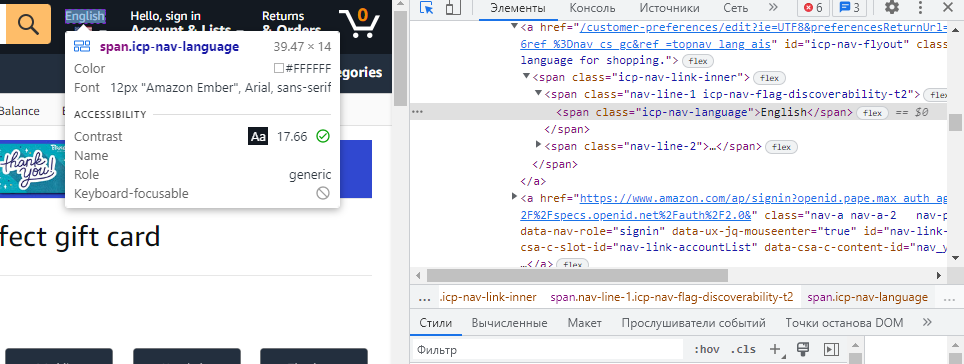 English
Hello, sign in
Account & Lists
Returns
& Orders
0
span.icp-nav-language 39.47 × 14
Color #FFFFFF
Font 12px "Amazon Ember", Arial, sans-serif
ACCESSIBILITY
Contrast Aa 17.66
Name
Role generic
Keyboard-focusable
Balance
Thank
You!
fect gift card
Элементы Консоль Источники Сеть » 6 3
<a href="/customer-preferences/edit?ie=UTF8&preferencesReturnUrl=
6ref %3Dnav cs gc&ref =topnav lang ais" id="icp-nav-flyout" class=
language for shopping."> flex
<span class="icp-nav-link-inner">
<span class="nav-line-1 icp-nav-flag-discoverability-t2"> flex
… <span class="icp-nav-language">English</span> flex == $0
</span>
<span class="nav-line-2">…</span> flex
</span>
</a>
<a href="https://www.amazon.com/ap/signin?openid.pape.max auth ag
2F%2Fspecs.openid.net%2Fauth%2F2.0&" class="nav-a nav-a-2 nav-p
data-nav-role="signin" data-ux-jq-mouseenter="true" id="nav-link-
csa-c-slot-id="nav-link-accountList" data-csa-c-content-id="nav_y
…</a> flex
… .icp-nav-link-inner span.nav-line-1.icp-nav-flag-discoverability-t2 span.icp-nav-language …
Стили Вычисленные Макет Прослушиватели событий Точки останова DOM »
Фильтр :hov .cls +